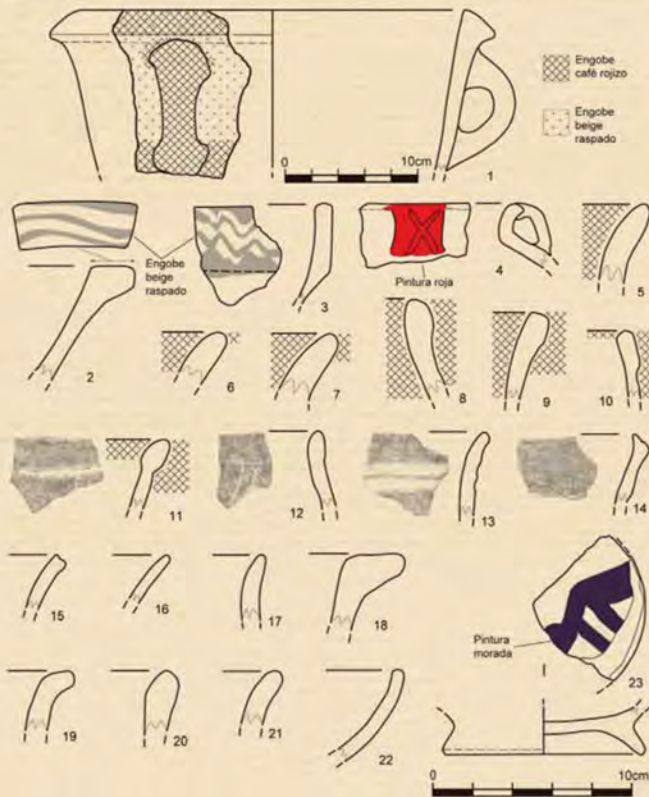 Engobe
café rojizo
Engobe
beige
raspado
0
10cm
1
Engobe
beige
raspado
2
3
Pintura roja
4
5
6
7
8
9
10
11
12
13
14
15
16
17
18
Pintura
morada
23
19
20
21
22
0
10cm